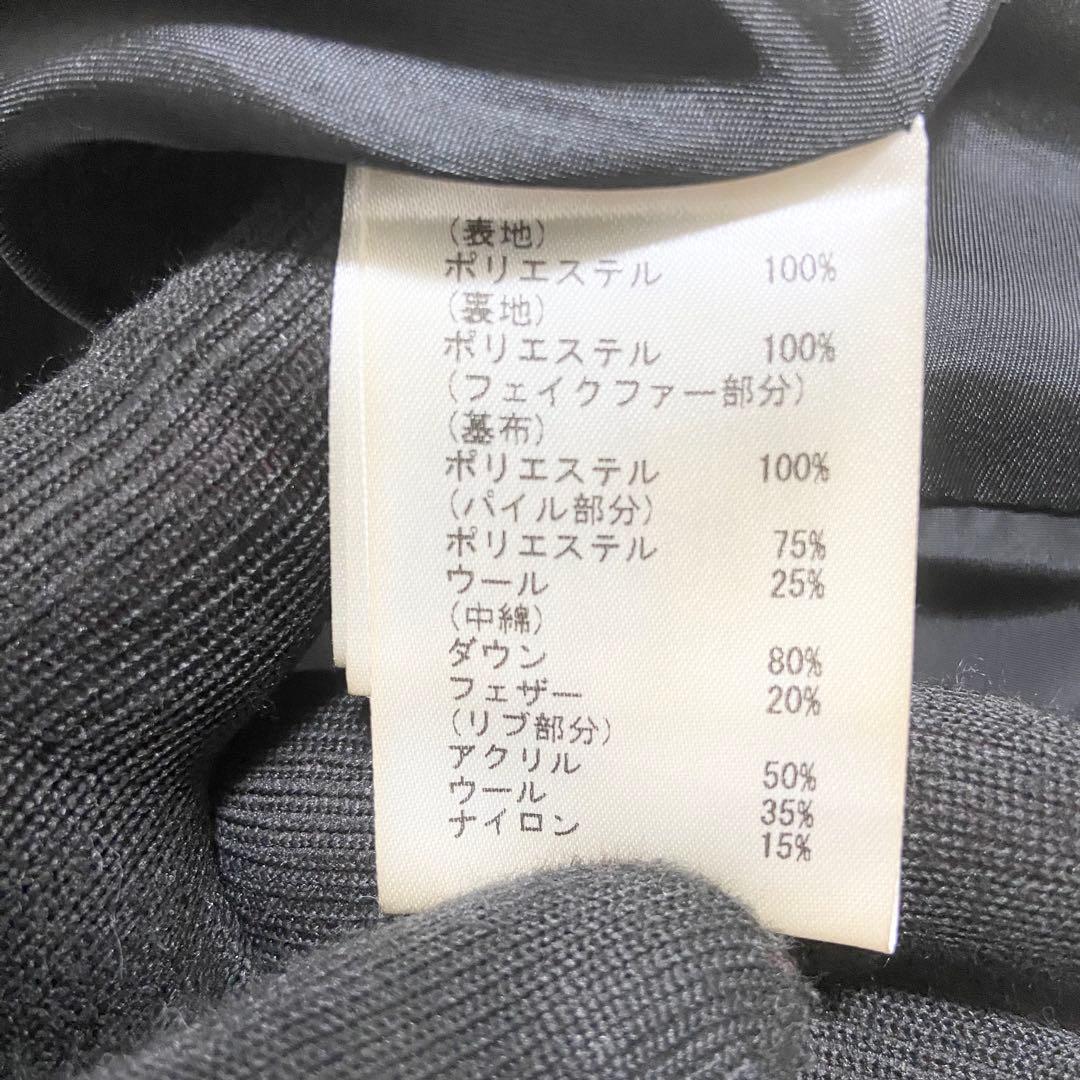 (表地)
ポリエステル 100%
(裏地)
ポリエステル 100%
(フェイクファー部分)
(基布)
ポリエステル 100%
(パイル部分)
ポリエステル 75%
ウール 25%
(中綿)
ダウン 80%
フェザー 20%
(リブ部分)
アクリル 50%
ウール 35%
ナイロン 15%